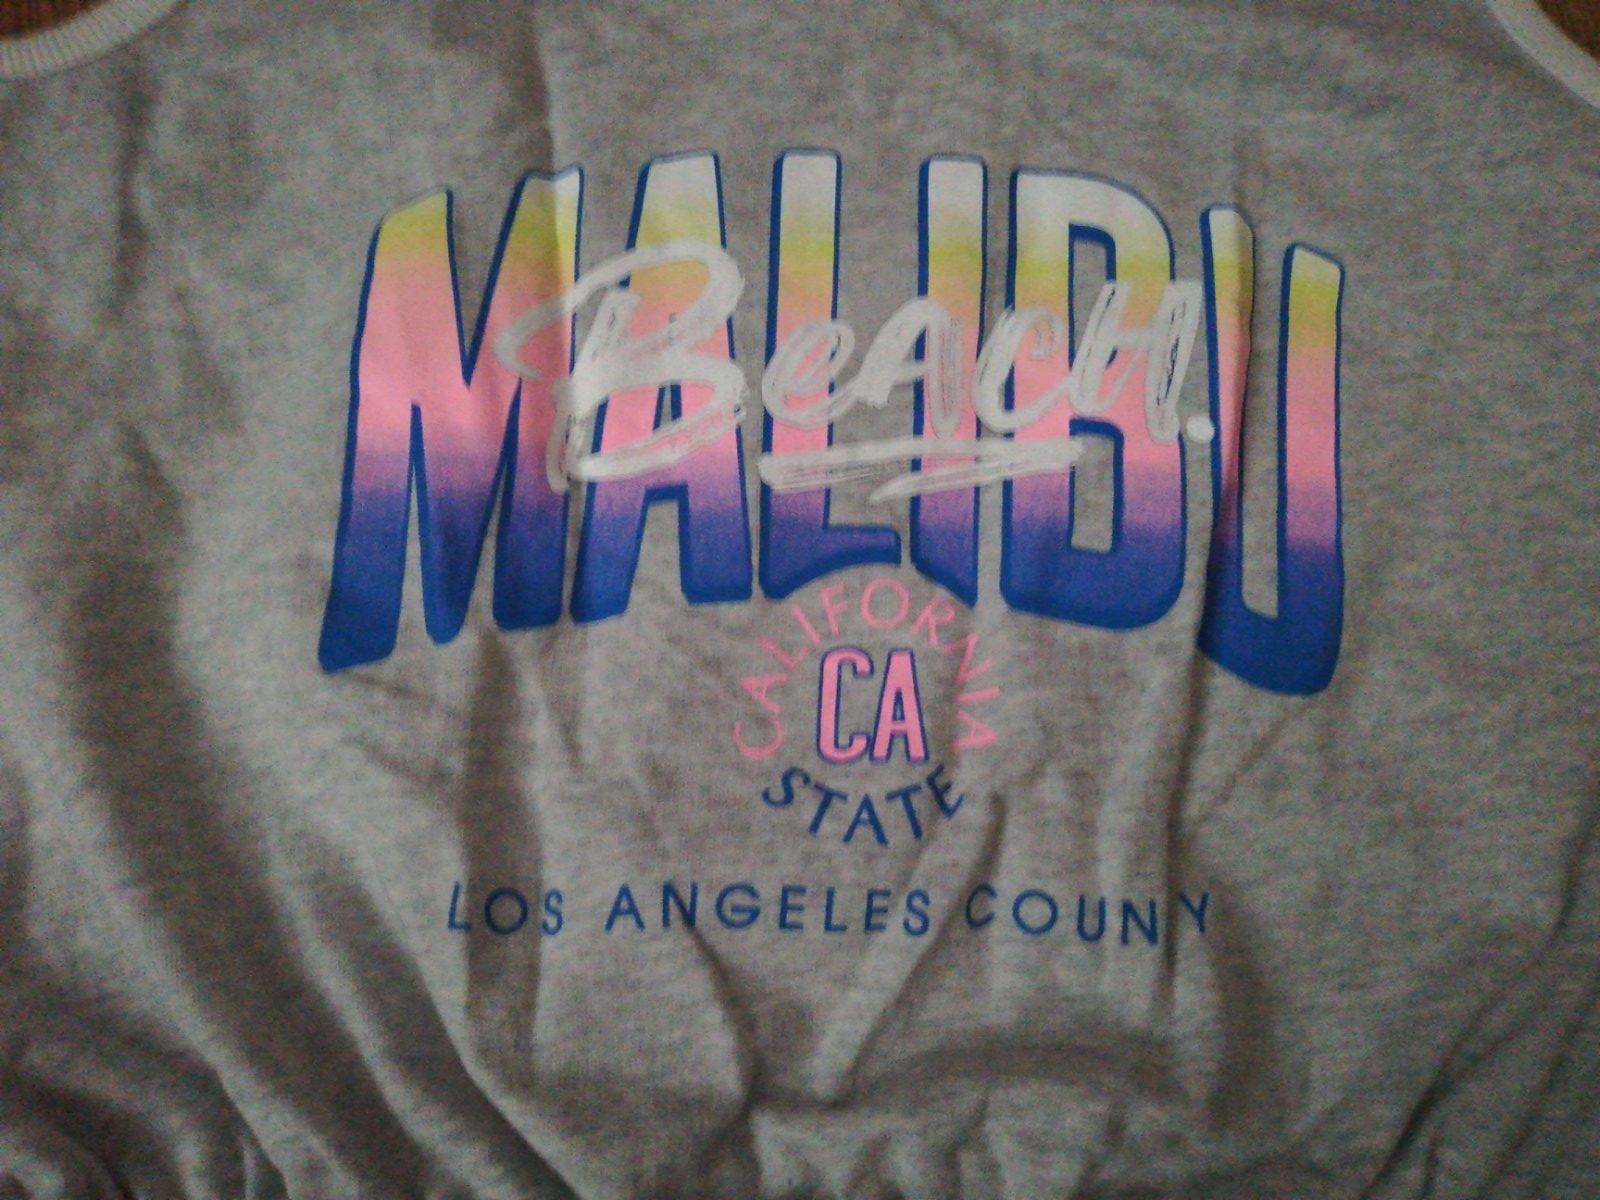 MALIBU
Beach.
CALIFORNIA
CA
STATE
LOS ANGELES COUNY